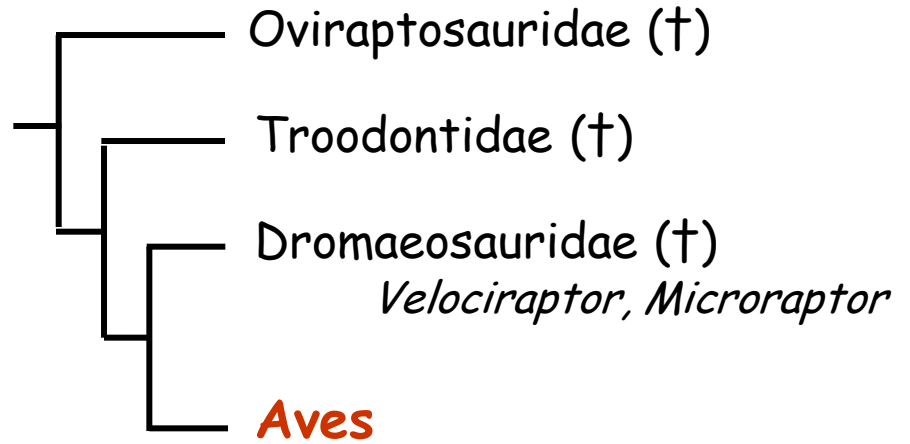 Oviraptosauridae (†)
Troodontidae (†)
Dromaeosauridae (†)
Velociraptor, Microraptor
Aves